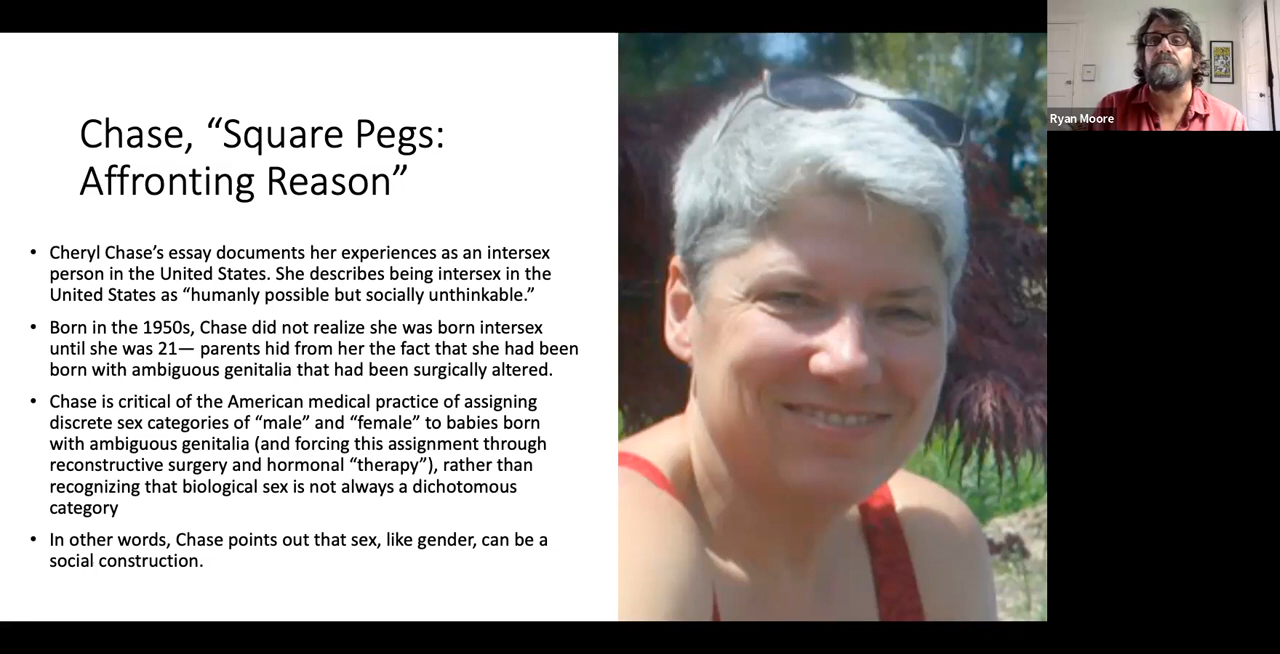 Chase, “Square Pegs:
Affronting Reason”
• Cheryl Chase’s essay documents her experiences as an intersex
person in the United States. She describes being intersex in the
United States as “humanly possible but socially unthinkable.”
• Born in the 1950s, Chase did not realize she was born intersex
until she was 21— parents hid from her the fact that she had been
born with ambiguous genitalia that had been surgically altered.
• Chase is critical of the American medical practice of assigning
discrete sex categories of “male” and “female” to babies born
with ambiguous genitalia (and forcing this assignment through
reconstructive surgery and hormonal “therapy”), rather than
recognizing that biological sex is not always a dichotomous
category
• In other words, Chase points out that sex, like gender, can be a
social construction.
Ryan Moore